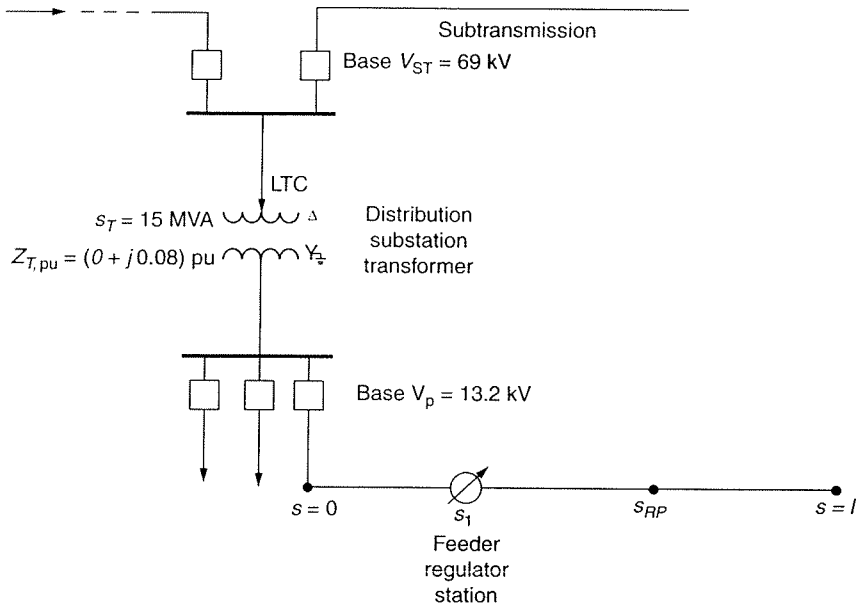 Subtransmission
Base V_ST = 69 kV
LTC
s_T = 15 MVA
Δ
Z_T,pu = (0 + j0.08) pu
Y
Distribution
substation
transformer
Base V_p = 13.2 kV
s = 0
s_1
s_RP
s = l
Feeder
regulator
station